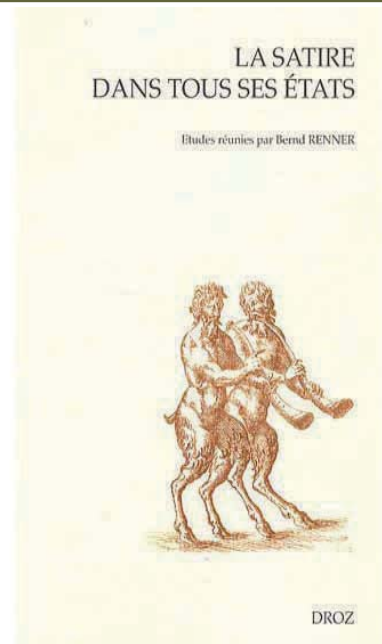 LA SATIRE
DANS TOUS SES ÉTATS
Etudes réunies par Bernd RENNER
DROZ